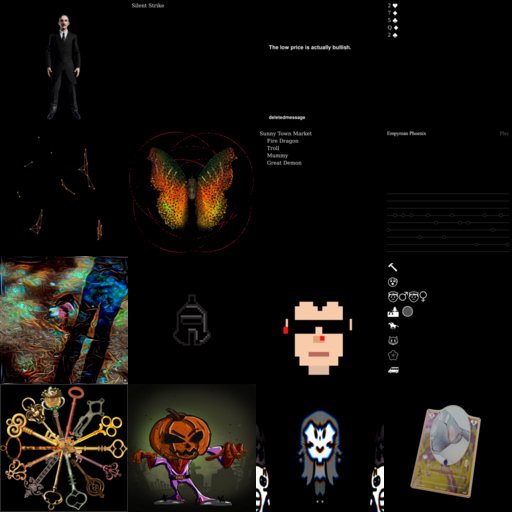 Silent Strike
The low price is actually bullish.
deletedmessage
2 ♥
7 ♦
5 ♠
Q ♦
2 ♠
Sunny Town Market
Fire Dragon
Troll
Mummy
Great Demon
Empyrean Phoenix